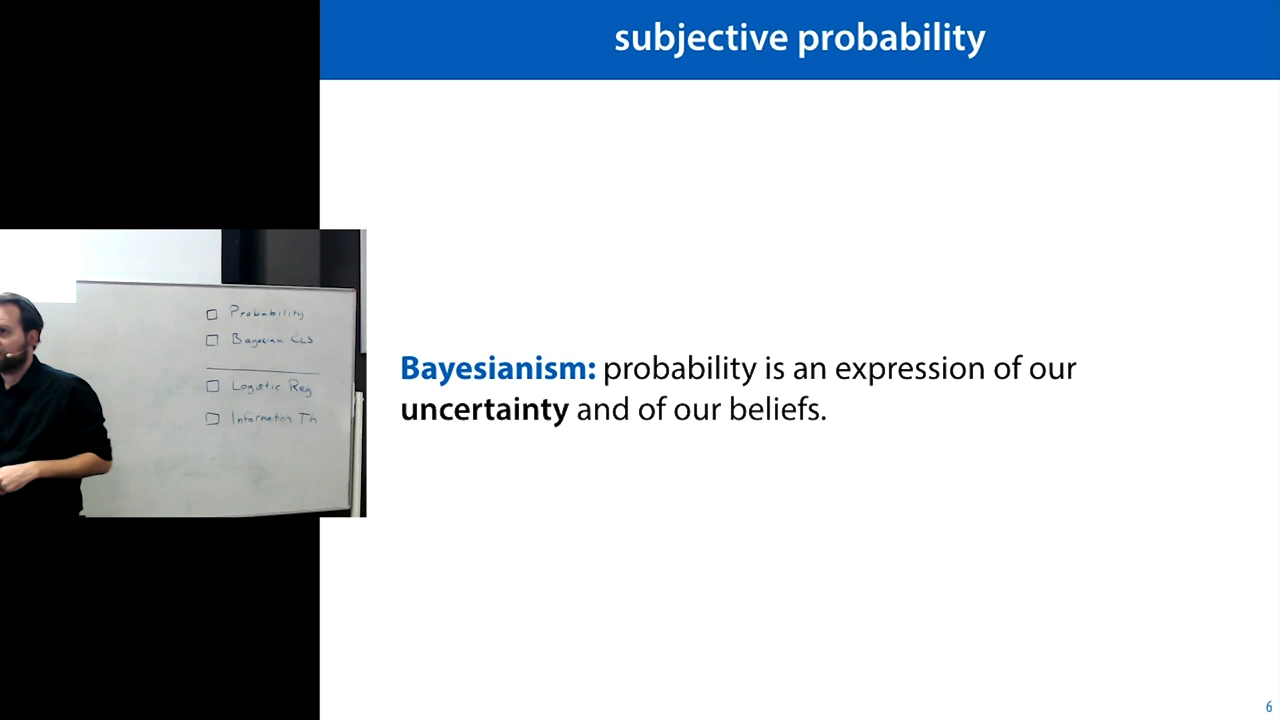 subjective probability
Probability
Bayesian CLS
Logistic Reg
Information Th
Bayesianism: probability is an expression of our
uncertainty and of our beliefs.
6